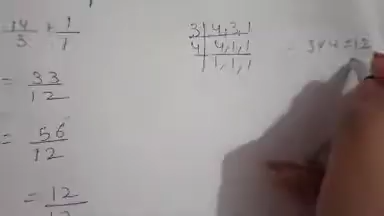 14/3 + 1/1
= 33/12
= 56/12
= 12
3 | 4, 3, 1
4 | 4, 1, 1
1, 1, 1
3×4=12